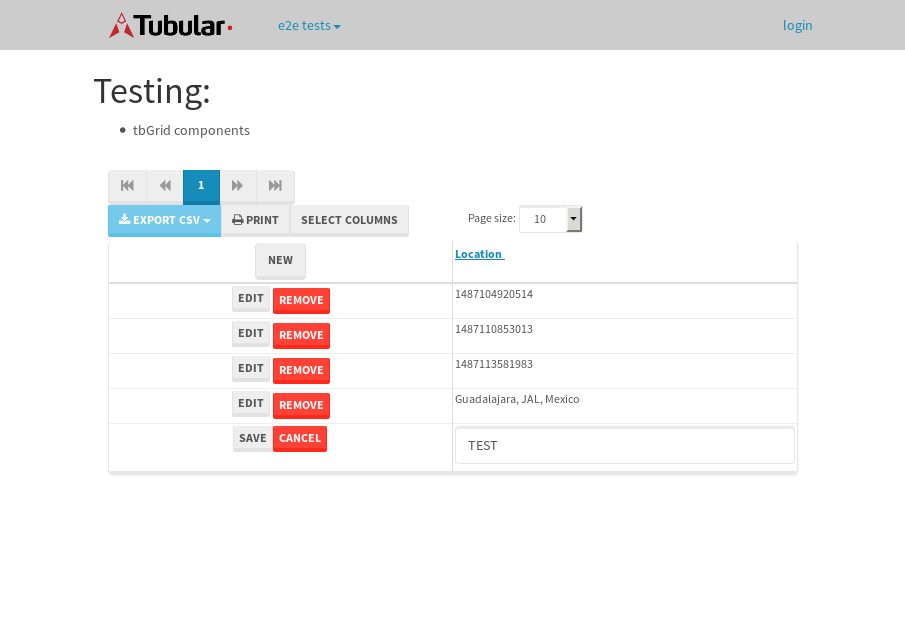 Tubular
e2e tests
login
Testing:
tbGrid components
1
EXPORT CSV
PRINT
SELECT COLUMNS
Page size:
10
NEW
Location
EDIT REMOVE 1487104920514
EDIT REMOVE 1487110853013
EDIT REMOVE 1487113581983
EDIT REMOVE Guadalajara, JAL, Mexico
SAVE CANCEL TEST